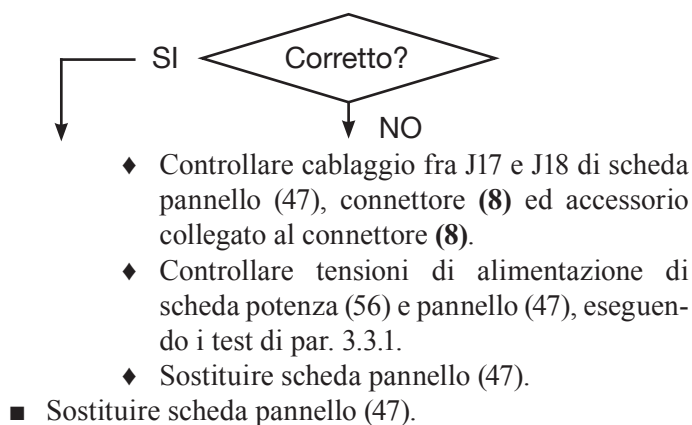 SI Corretto?
NO
♦ Controllare cablaggio fra J17 e J18 di scheda
pannello (47), connettore (8) ed accessorio
collegato al connettore (8).
♦ Controllare tensioni di alimentazione di
scheda potenza (56) e pannello (47), eseguen-
do i test di par. 3.3.1.
♦ Sostituire scheda pannello (47).
■ Sostituire scheda pannello (47).